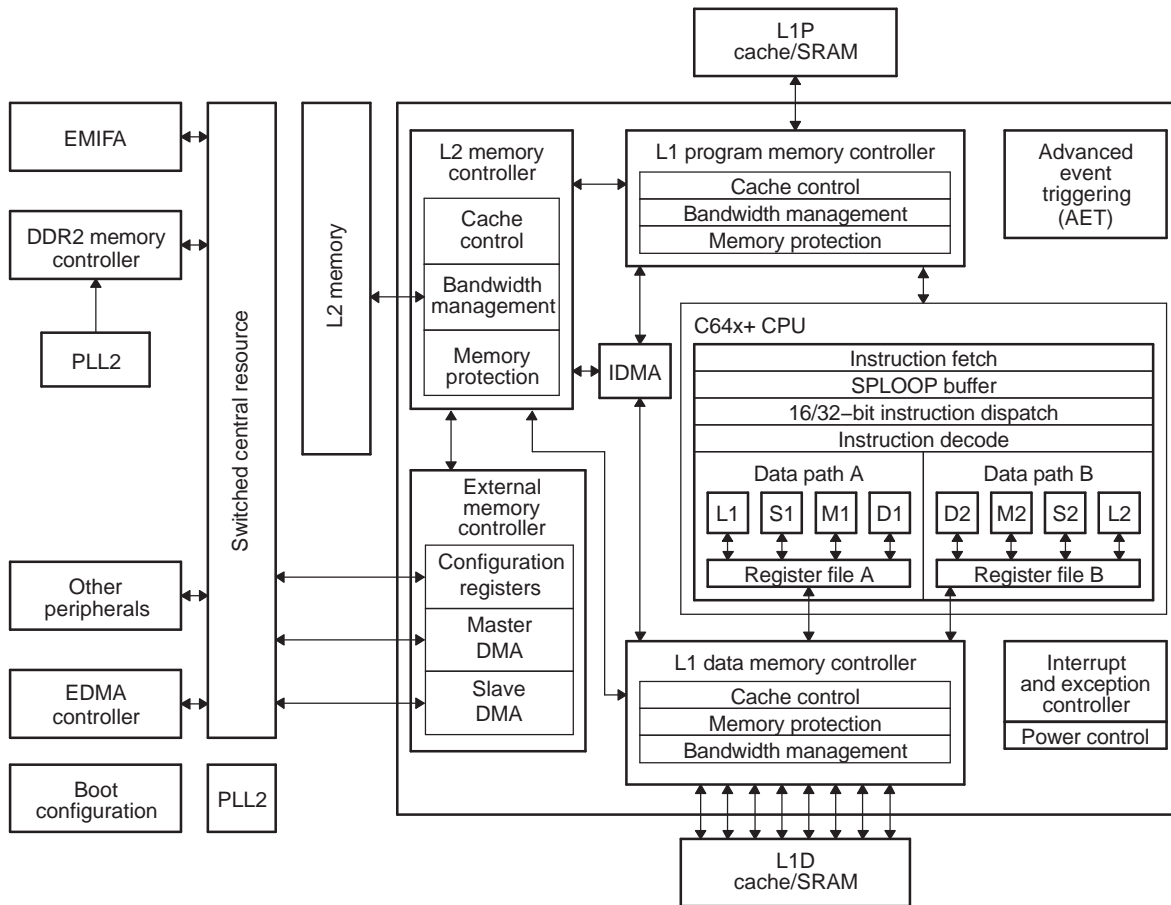 L1P
cache/SRAM
EMIFA
DDR2 memory
controller
PLL2
Other
peripherals
EDMA
controller
Boot
configuration
Switched central resource
PLL2
L2 memory
L2 memory
controller
Cache
control
Bandwidth
management
Memory
protection
External
memory
controller
Configuration
registers
Master
DMA
Slave
DMA
IDMA
L1 program memory controller
Cache control
Bandwidth management
Memory protection
Advanced
event
triggering
(AET)
C64x+ CPU
Instruction fetch
SPLOOP buffer
16/32−bit instruction dispatch
Instruction decode
Data path A
L1 S1 M1 D1
Register file A
Data path B
D2 M2 S2 L2
Register file B
L1 data memory controller
Cache control
Memory protection
Bandwidth management
Interrupt
and exception
controller
Power control
L1D
cache/SRAM